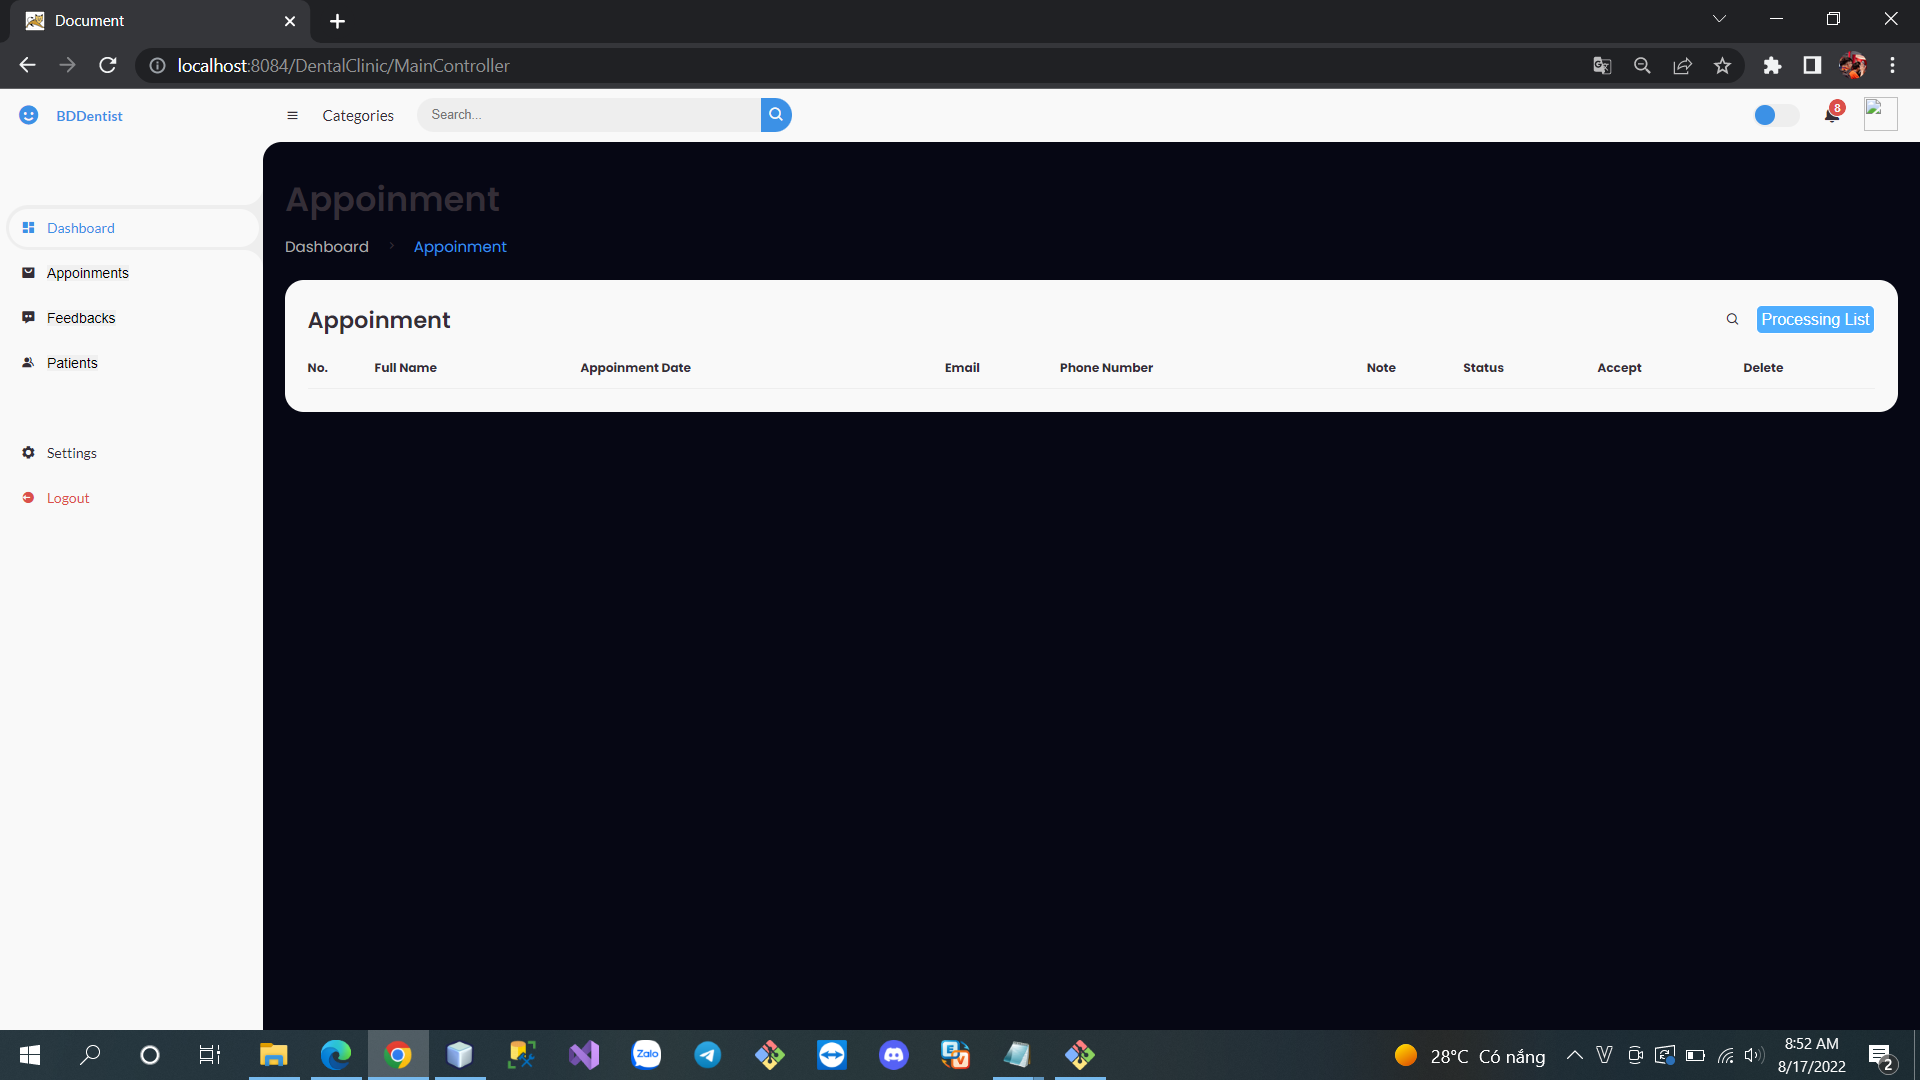 Document
localhost:8084/DentalClinic/MainController
BDDentist
Categories
Search...
8
Dashboard
Appoinments
Feedbacks
Patients
Settings
Logout
Appoinment
Dashboard > Appoinment
Appoinment
Processing List
No. Full Name Appoinment Date Email Phone Number Note Status Accept Delete
Zalo
28°C Có nắng
8:52 AM
8/17/2022
2